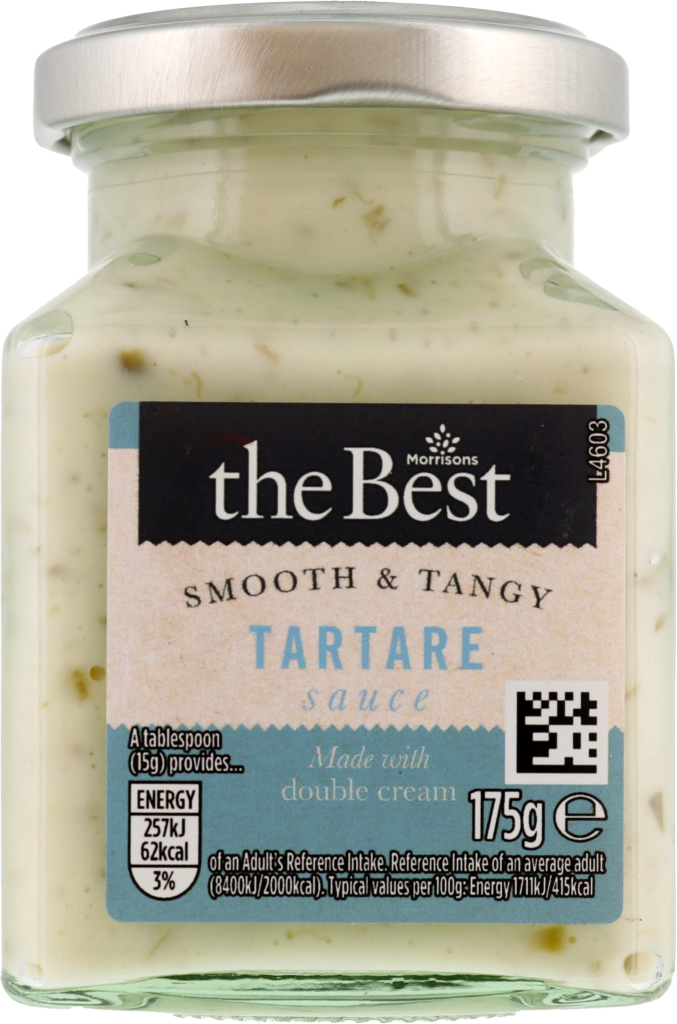 Morrisons
the Best
L4603
SMOOTH & TANGY
TARTARE
sauce
A tablespoon
(15g) provides...
Made with
double cream
ENERGY
257kJ
62kcal
3%
175g ℮
of an Adult's Reference Intake. Reference Intake of an average adult
(8400kJ/2000kcal). Typical values per 100g: Energy 1711kJ/415kcal